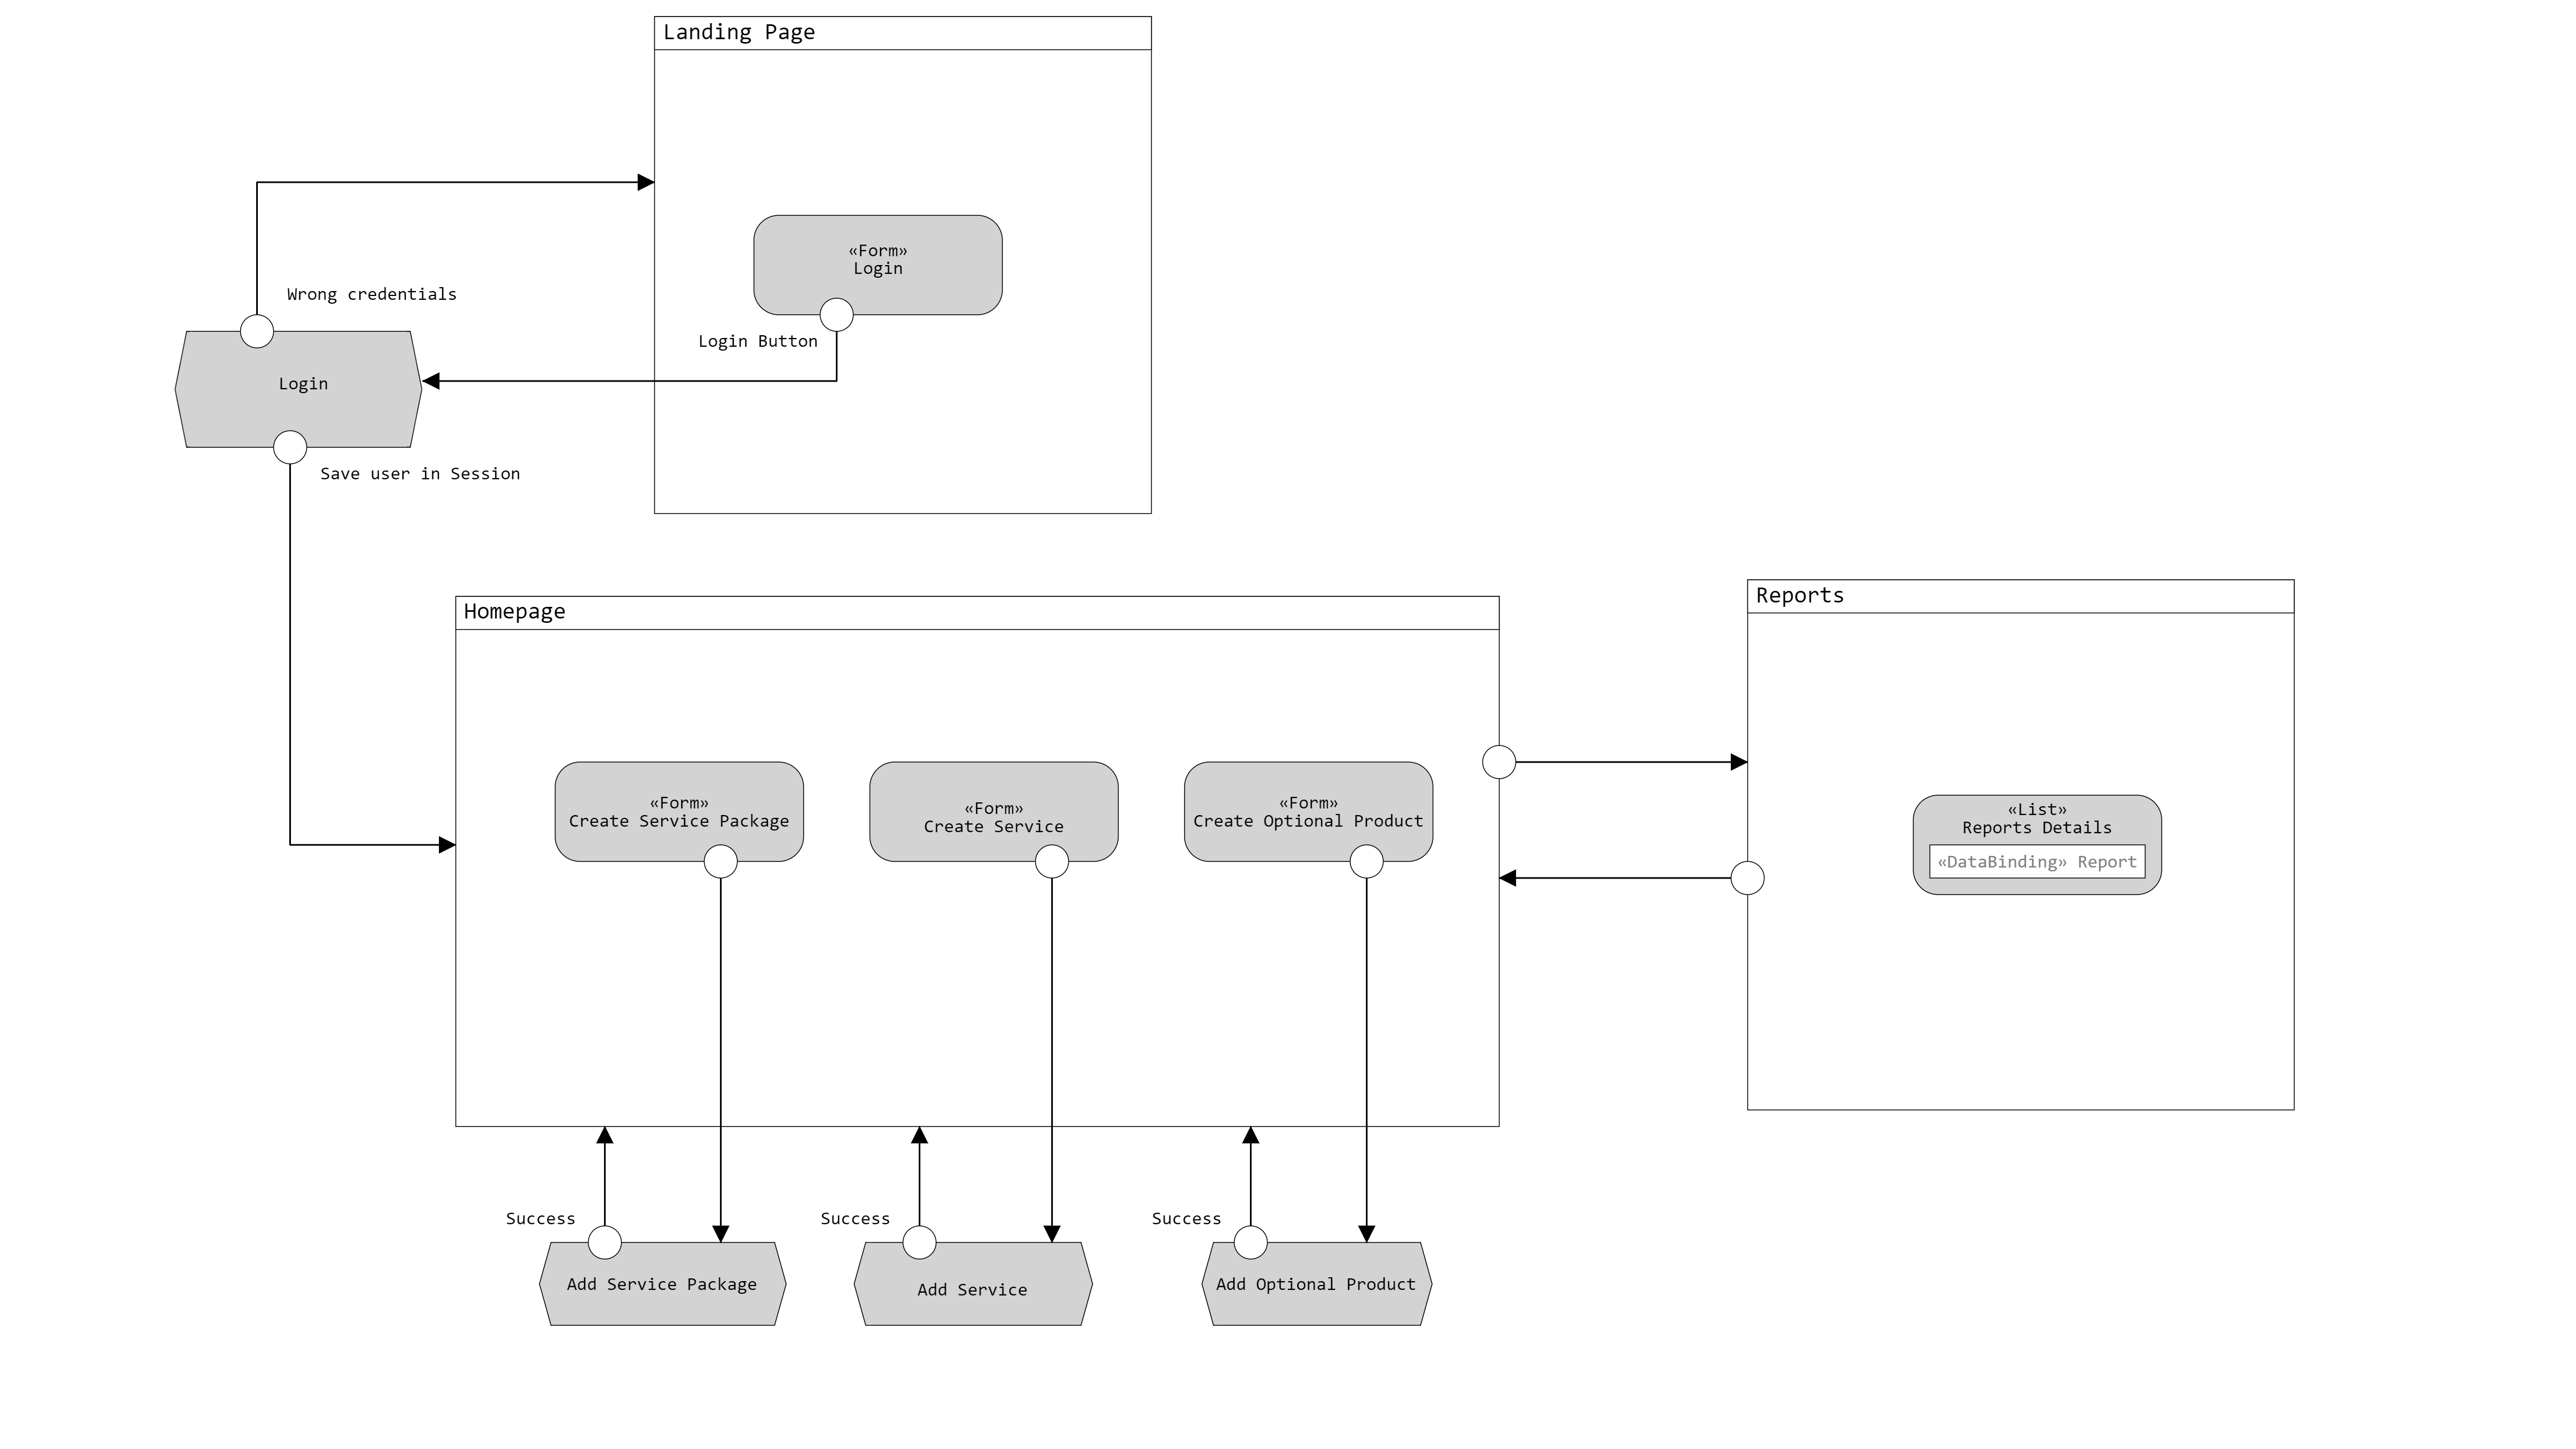 Landing Page
«Form»
Login
Wrong credentials
Login Button
Login
Save user in Session
Reports
Homepage
«Form»
Create Service Package
«Form»
Create Service
«Form»
Create Optional Product
«List»
Reports Details
«DataBinding» Report
Success
Success
Success
Add Service Package
Add Service
Add Optional Product